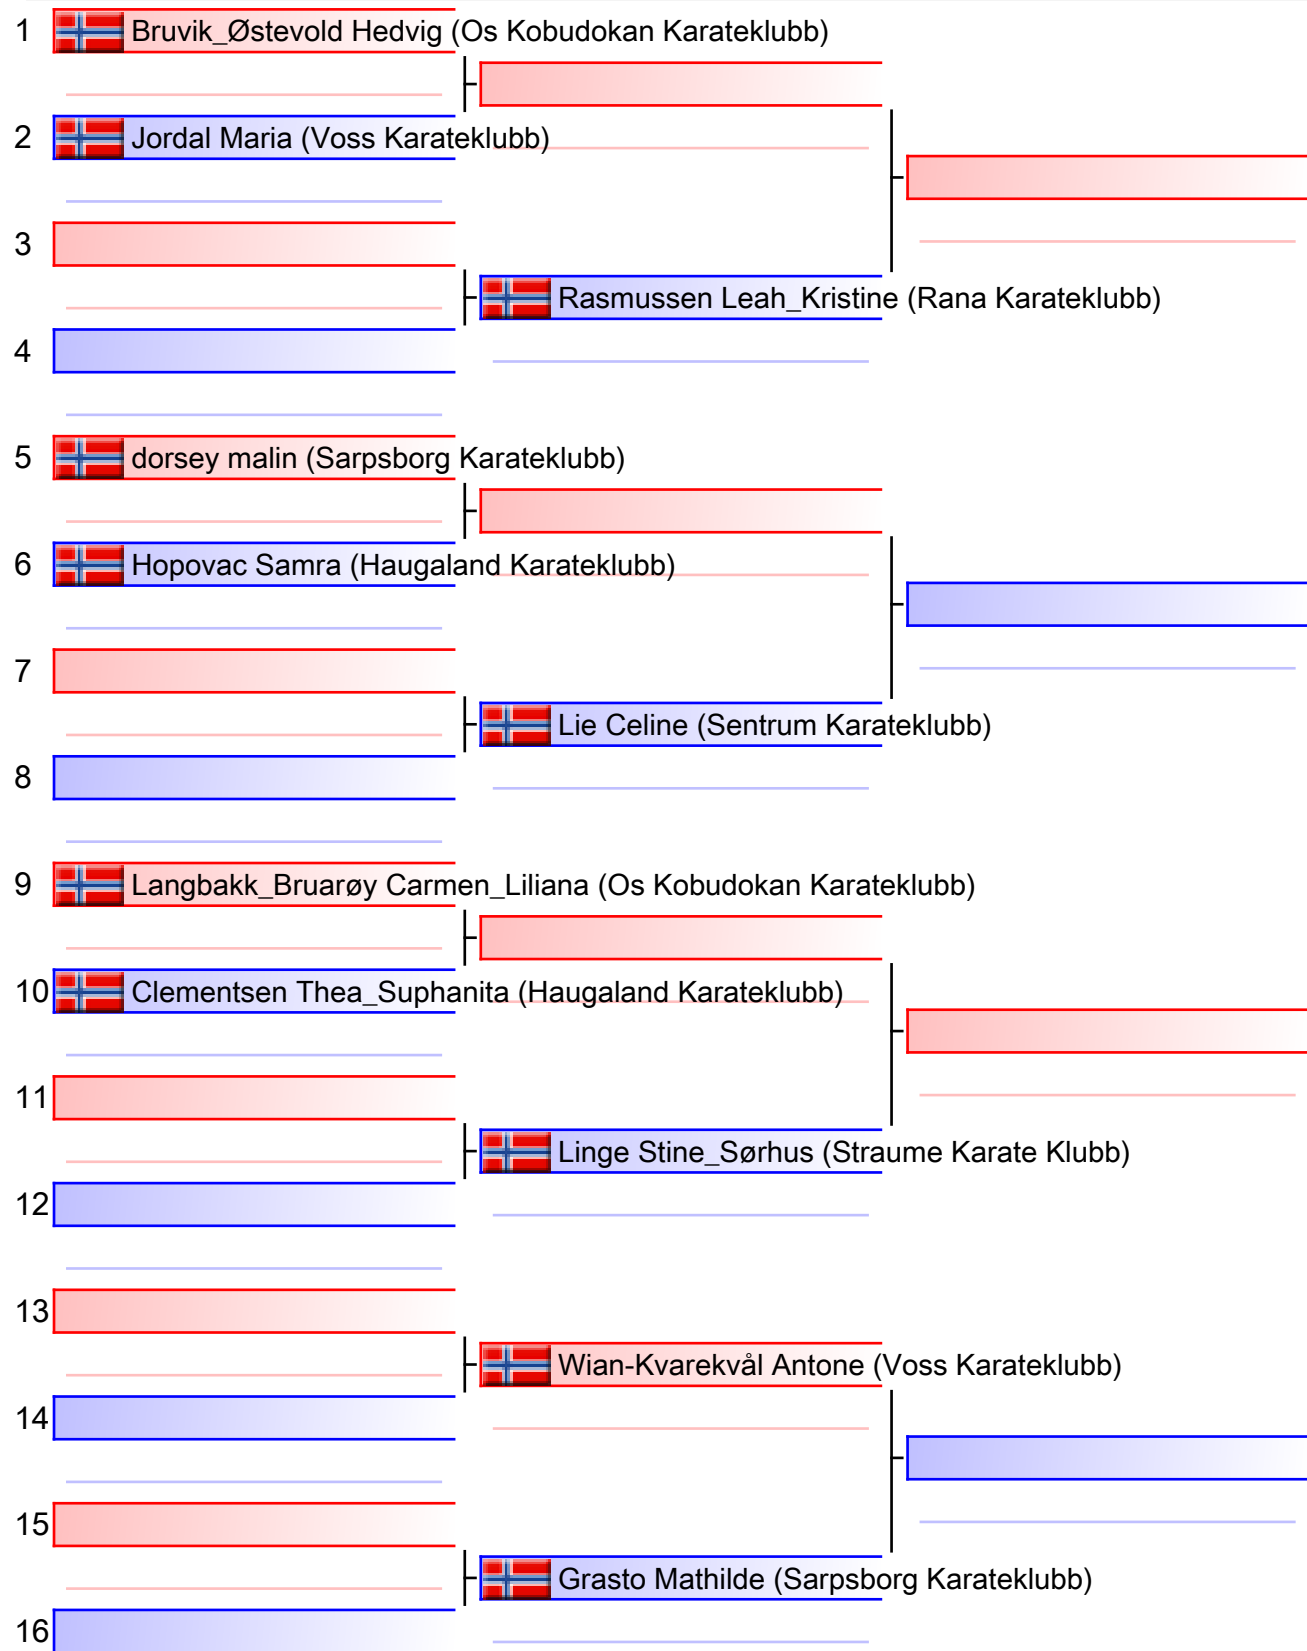 1 Bruvik_Østevold Hedvig (Os Kobudokan Karateklubb)
2 Jordal Maria (Voss Karateklubb)
3
Rasmussen Leah_Kristine (Rana Karateklubb)
4
5 dorsey malin (Sarpsborg Karateklubb)
6 Hopovac Samra (Haugaland Karateklubb)
7
Lie Celine (Sentrum Karateklubb)
8
9 Langbakk_Bruarøy Carmen_Liliana (Os Kobudokan Karateklubb)
10 Clementsen Thea_Suphanita (Haugaland Karateklubb)
11
Linge Stine_Sørhus (Straume Karate Klubb)
12
13
Wian-Kvarekvål Antone (Voss Karateklubb)
14
15
Grasto Mathilde (Sarpsborg Karateklubb)
16